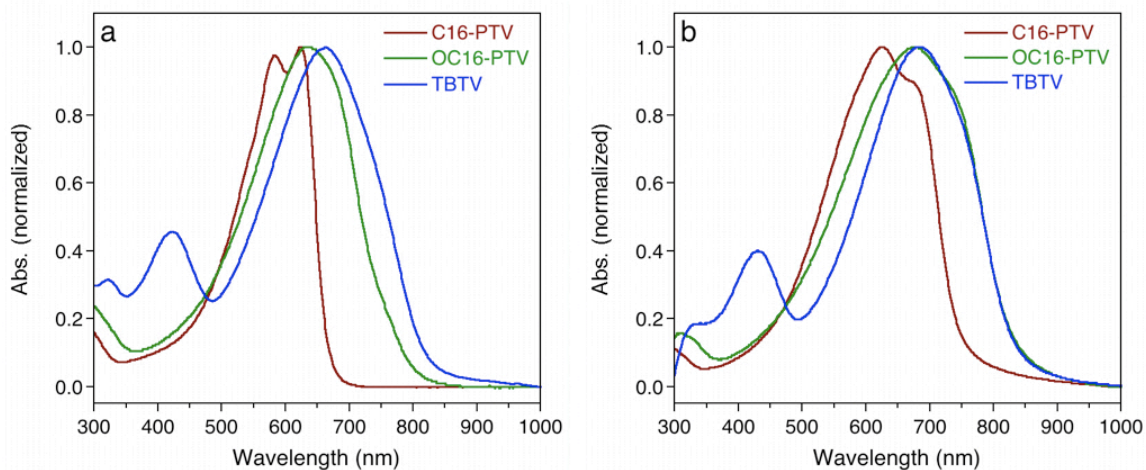 a
C16-PTV
OC16-PTV
TBTV
1.0
0.8
0.6
0.4
0.2
0.0
Abs. (normalized)
300 400 500 600 700 800 900 1000
Wavelength (nm)
b
C16-PTV
OC16-PTV
TBTV
1.0
0.8
0.6
0.4
0.2
0.0
Abs. (normalized)
300 400 500 600 700 800 900 1000
Wavelength (nm)